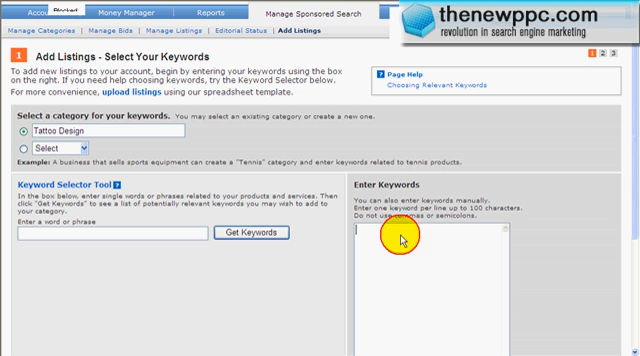 Blocked
Money Manager
Reports
Manage Sponsored Search
thenewppc.com
revolution in search engine marketing
Manage Categories • Manage Bids • Manage Listings • Editorial Status • Add Listings
1 Add Listings - Select Your Keywords
1 2 3
To add new listings to your account, begin by entering your keywords using the box
on the right. If you need help choosing keywords, try the Keyword Selector below.
For more convenience, upload listings using our spreadsheet template.
? Page Help
Choosing Relevant Keywords
Select a category for your keywords. You may select an existing category or create a new one.
Tattoo Design
Select
Example: A business that sells sports equipment can create a "Tennis" category and enter keywords related to tennis products.
Keyword Selector Tool ?
In the box below, enter single words or phrases related to your products and services. Then
click "Get Keywords" to see a list of potentially relevant keywords you may wish to add to
your category.
Enter a word or phrase
Get Keywords
Enter Keywords
You can also enter keywords manually.
Enter one keyword per line up to 100 characters.
Do not use commas or semicolons.